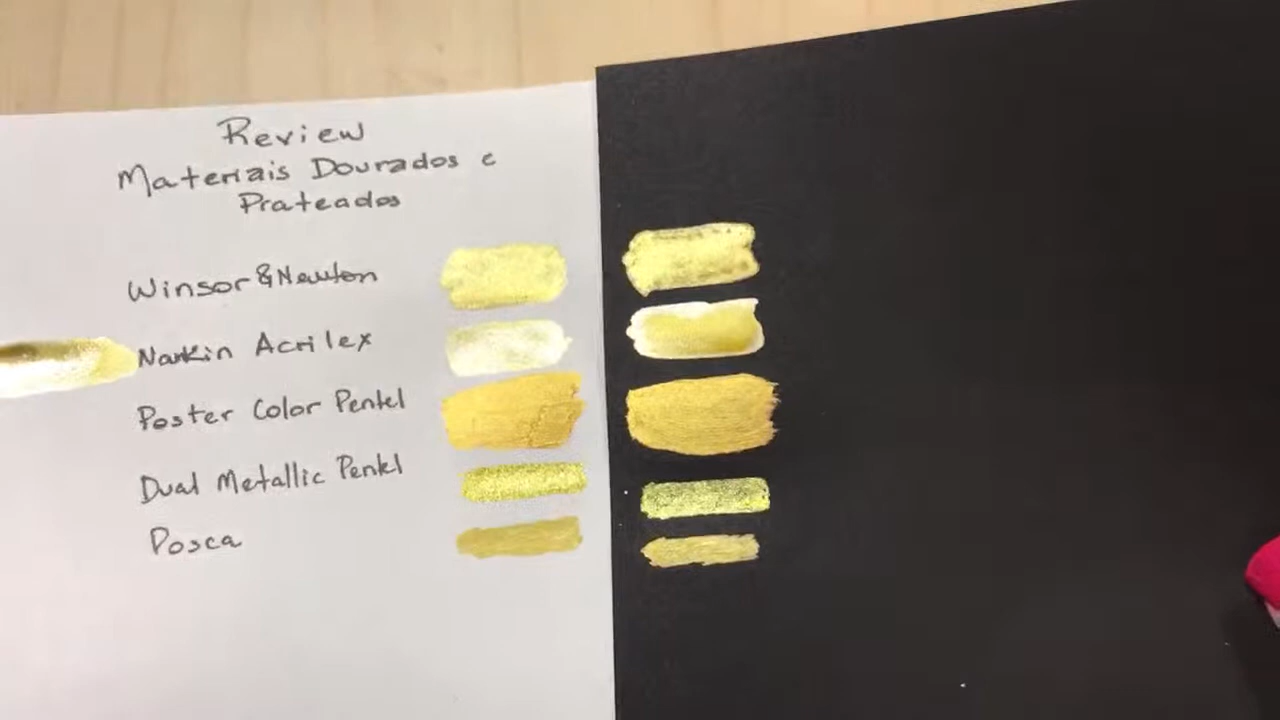 Review
Materiais Dourados e
Prateados
Winsor & Newton
Nankin Acrilex
Poster Color Pentel
Dual Metallic Pentel
Posca